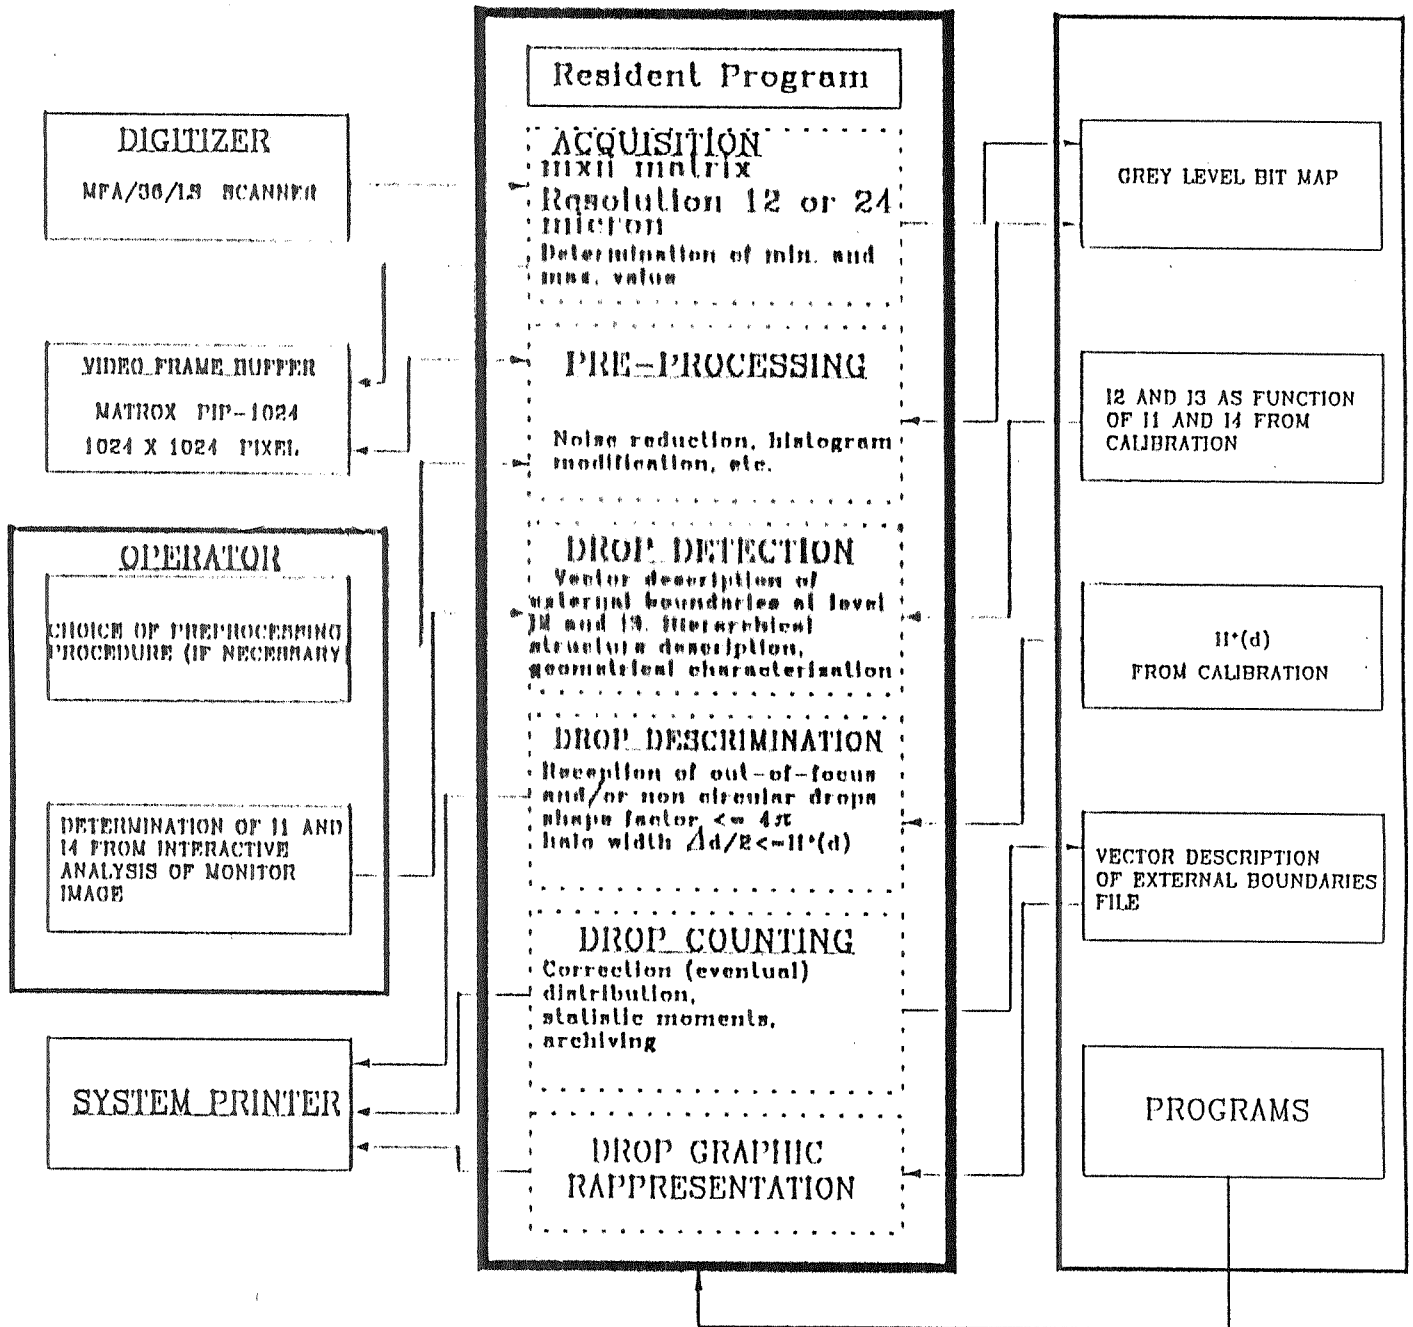 Resident Program
DIGITIZER
SCANNER
VIDEO FRAME BUFFER
MATROX PIP-1024
1024 X 1024 PIXEL
OPERATOR
CHOICE OF PREPROCESSING
PROCEDURE (IF NECESSARY
DETERMINATION OF I1 AND
I4 FROM INTERACTIVE
ANALYSIS OF MONITOR
IMAGE
SYSTEM PRINTER
ACQUISITION
mxn matrix
Resolution 12 or 24
micron
Determination of min. and
max. value
PRE-PROCESSING
Noise reduction, histogram
modification, etc.
DROP DETECTION
Vector description of
external boundaries at level
I2 and I3. Hierarchical
structure description,
geometrical characterisation
DROP DESCRIMINATION
of out-of-focus
and/or non circular drops
shape factor <= 4π
halo width Δd/2<=H*(d)
DROP COUNTING
Correction (eventual)
distribution,
statistic moments,
archiving
DROP GRAPHIC
RAPPRESENTATION
GREY LEVEL BIT MAP
I2 AND I3 AS FUNCTION
OF I1 AND I4 FROM
CALIBRATION
H*(d)
FROM CALIBRATION
VECTOR DESCRIPTION
OF EXTERNAL BOUNDARIES
FILE
PROGRAMS